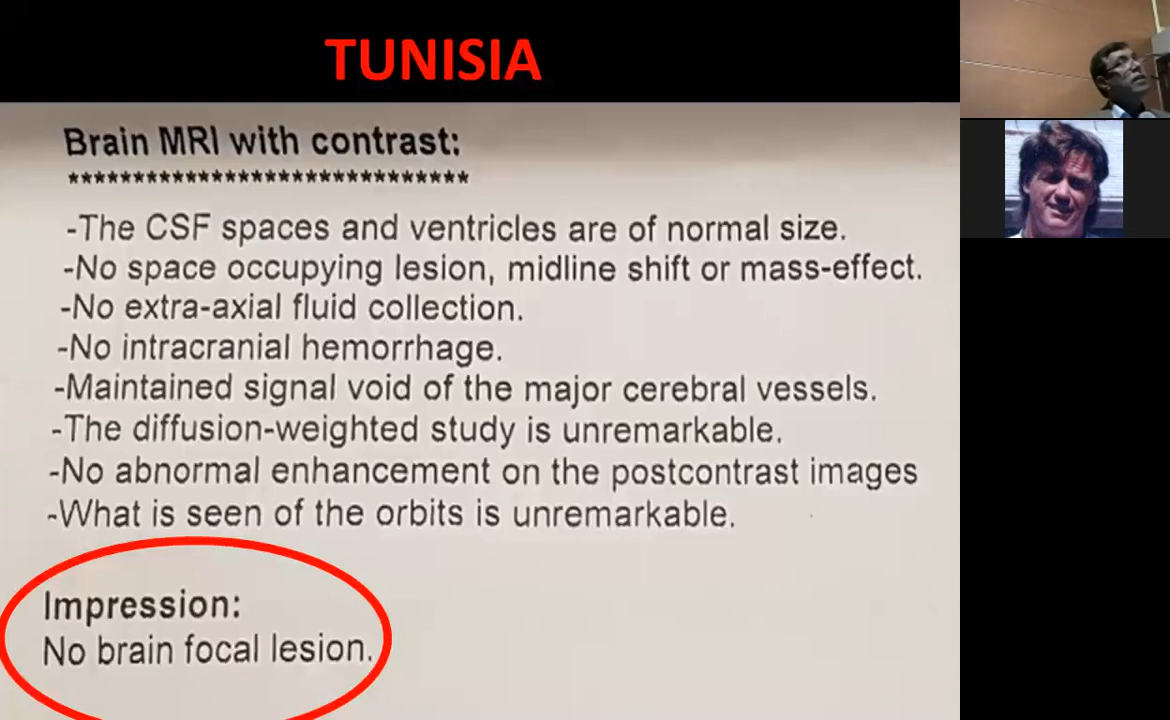 TUNISIA
Brain MRI with contrast:
*******************************
-The CSF spaces and ventricles are of normal size.
-No space occupying lesion, midline shift or mass-effect.
-No extra-axial fluid collection.
-No intracranial hemorrhage.
-Maintained signal void of the major cerebral vessels.
-The diffusion-weighted study is unremarkable.
-No abnormal enhancement on the postcontrast images
-What is seen of the orbits is unremarkable.
Impression:
No brain focal lesion.